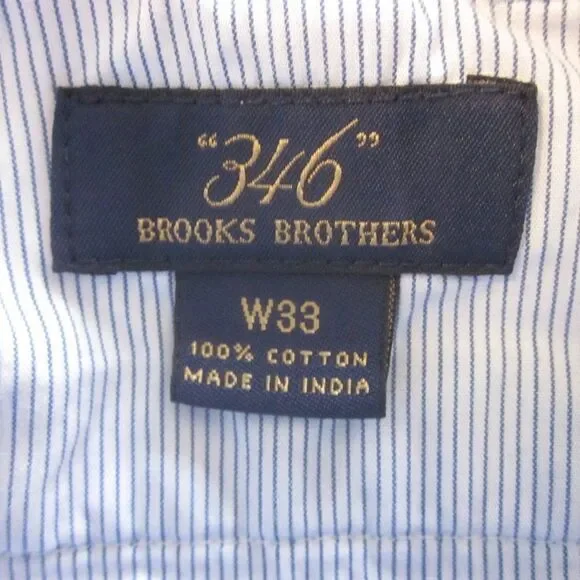 "346"
BROOKS BROTHERS
W33
100% COTTON
MADE IN INDIA